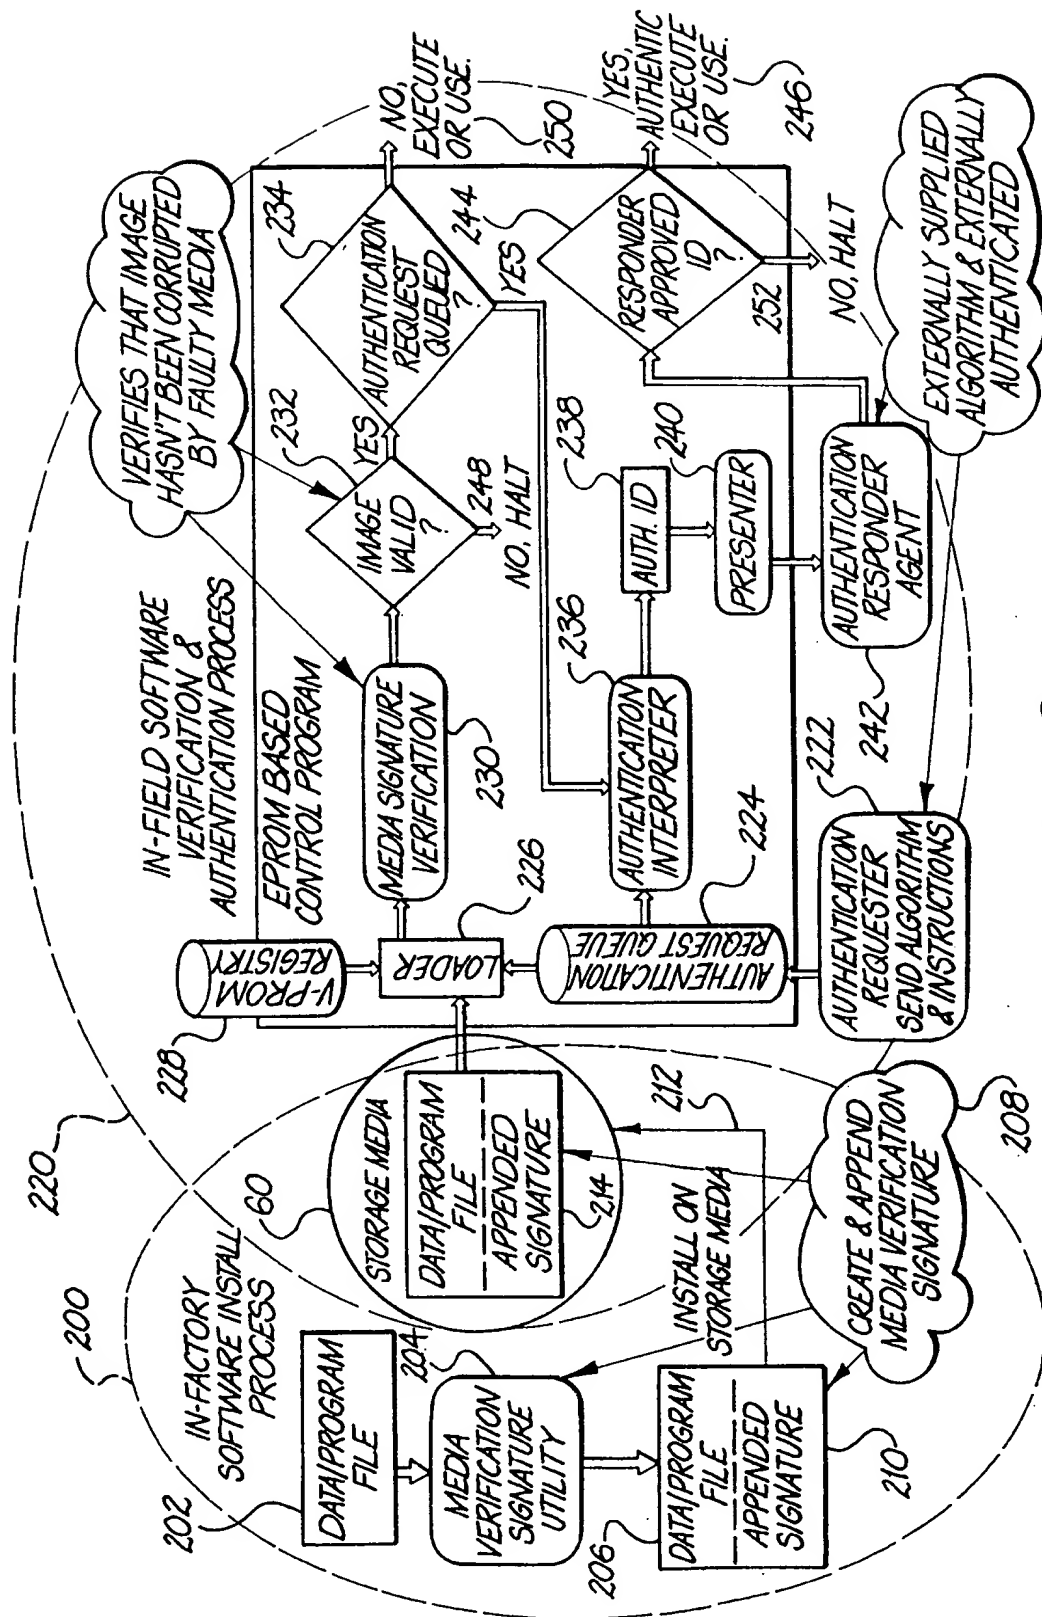 220
IN-FIELD SOFTWARE
VERIFICATION &
AUTHENTICATION PROCESS
VERIFIES THAT IMAGE
HASN'T BEEN CORRUPTED
BY FAULTY MEDIA
200
IN-FACTORY
SOFTWARE INSTALL
PROCESS
202
DATA/PROGRAM
FILE
204
MEDIA
VERIFICATION
SIGNATURE
UTILITY
206
DATA/PROGRAM
FILE
APPENDED
SIGNATURE
210
60
STORAGE MEDIA
DATA/PROGRAM
FILE
APPENDED
SIGNATURE
214
INSTALL ON
STORAGE MEDIA
212
CREATE & APPEND
MEDIA VERIFICATION
SIGNATURE
208
228
V-PROM
REGISTRY
EPROM BASED
CONTROL PROGRAM
LOADER
226
MEDIA SIGNATURE
VERIFICATION
230
IMAGE
VALID
?
232
YES
NO, HALT
248
AUTHENTICATION
REQUEST
QUEUED
?
234
NO,
EXECUTE
OR USE.
250
YES
AUTHENTICATION
REQUEST QUEUE
224
AUTHENTICATION
INTERPRETER
236
AUTH. ID
238
PRESENTER
240
RESPONDER
APPROVED
ID
?
244
YES,
AUTHENTIC
(EXECUTE
OR USE.
246
252
NO, HALT
AUTHENTICATION
REQUESTER
SEND ALGORITHM
& INSTRUCTIONS
222
AUTHENTICATION
RESPONDER
AGENT
242
EXTERNALLY SUPPLIED
ALGORITHM & EXTERNALLY
AUTHENTICATED